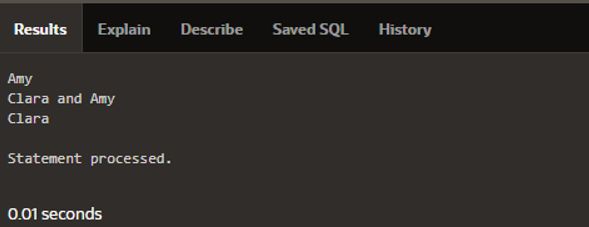 Results Explain Describe Saved SQL History
Amy
Clara and Amy
Clara
Statement processed.
0.01 seconds